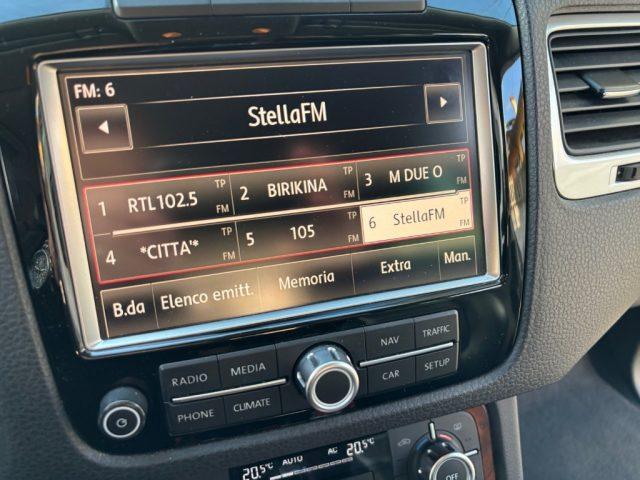 FM: 6
StellaFM
1 RTL102.5 TP FM 2 BIRIKINA TP FM 3 M DUE O TP FM
4 *CITTA'* TP FM 5 105 TP FM 6 StellaFM TP FM
B.da Elenco emitt. Memoria Extra Man.
RADIO MEDIA NAV TRAFFIC
PHONE CLIMATE CAR SETUP
20.5°C AUTO AC 20.5°C
OFF